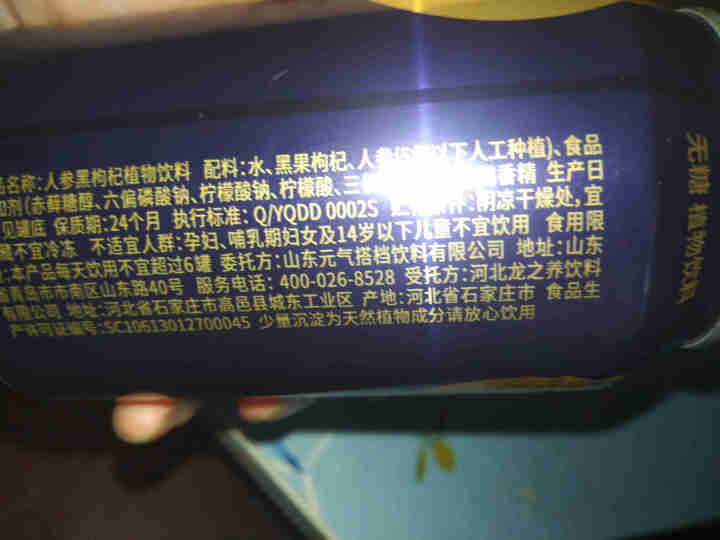 品名称:人参黑枸杞植物饮料 配料:水、黑果枸杞、人参 以下人工种植)、食品
加剂(赤藓糖醇、六偏磷酸钠、柠檬酸钠、柠檬酸、三 香精 生产日
见罐底 保质期:24个月 执行标准: Q/YQDD 0002S 阴凉干燥处,宜
不宜冷冻 不适宜人群:孕妇、哺乳期妇女及14岁以下儿童不宜饮用 食用限
:本产品每天饮用不宜超过6罐 委托方:山东元气搭档饮料有限公司 地址:山东
青岛市市南区山东路40号 服务电话: 400-026-8528 受托方:河北龙之养饮料
有限公司 地址:河北省石家庄市高邑县城东工业区 产地:河北省石家庄市 食品生
产许可证编号:SC10613012700045 少量沉淀为天然植物成分请放心饮用
无糖 植物饮料